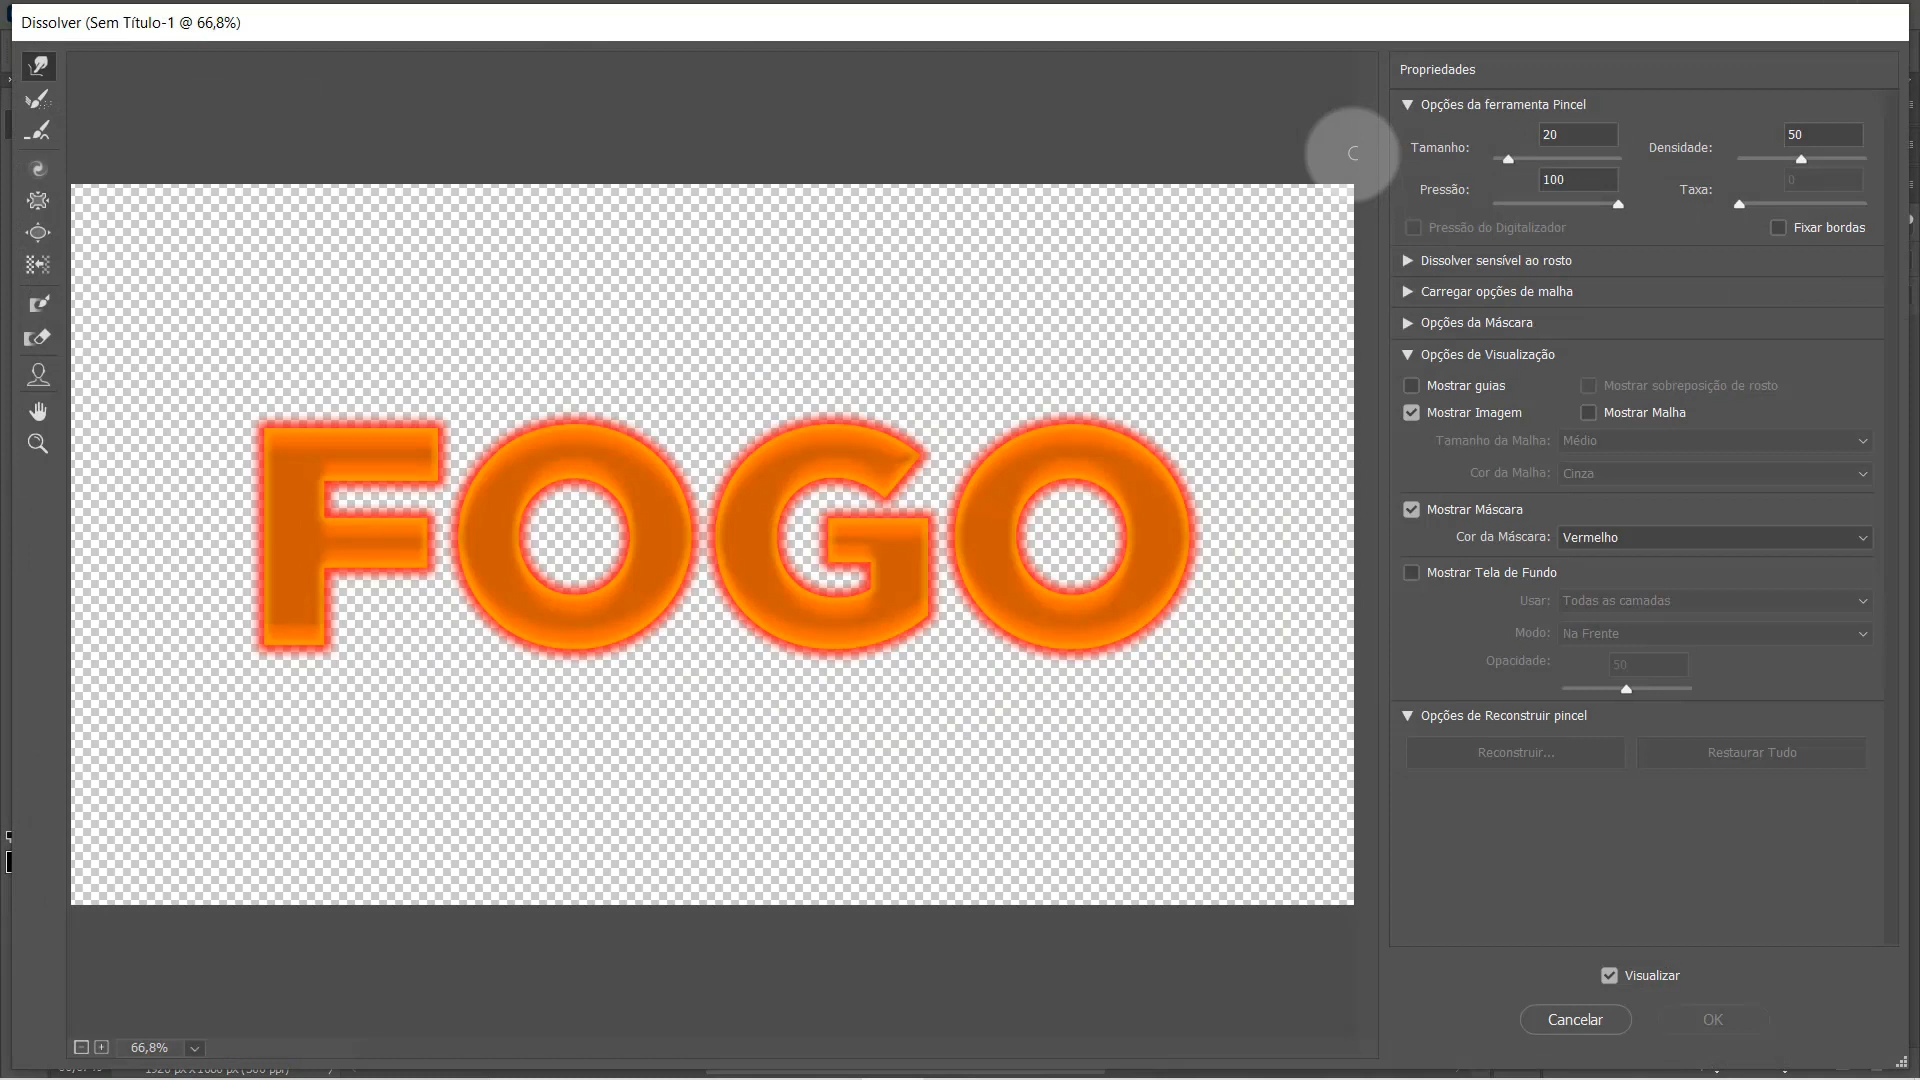 Dissolver (Sem Título-1 @ 66,8%)
Propriedades
Opções da ferramenta Pincel
Tamanho: 20 Densidade: 50
Pressão: 100 Taxa: 0
Pressão do Digitalizador Fixar bordas
Dissolver sensível ao rosto
Carregar opções de malha
Opções da Máscara
Opções de Visualização
Mostrar guias Mostrar sobreposição de rosto
Mostrar Imagem Mostrar Malha
Tamanho da Malha: Médio
Cor da Malha: Cinza
Mostrar Máscara
Cor da Máscara: Vermelho
Mostrar Tela de Fundo
Usar: Todas as camadas
Modo: Na Frente
Opacidade: 50
Opções de Reconstruir pincel
Reconstruir... Restaurar Tudo
FOGO
Visualizar
Cancelar OK
66,8%